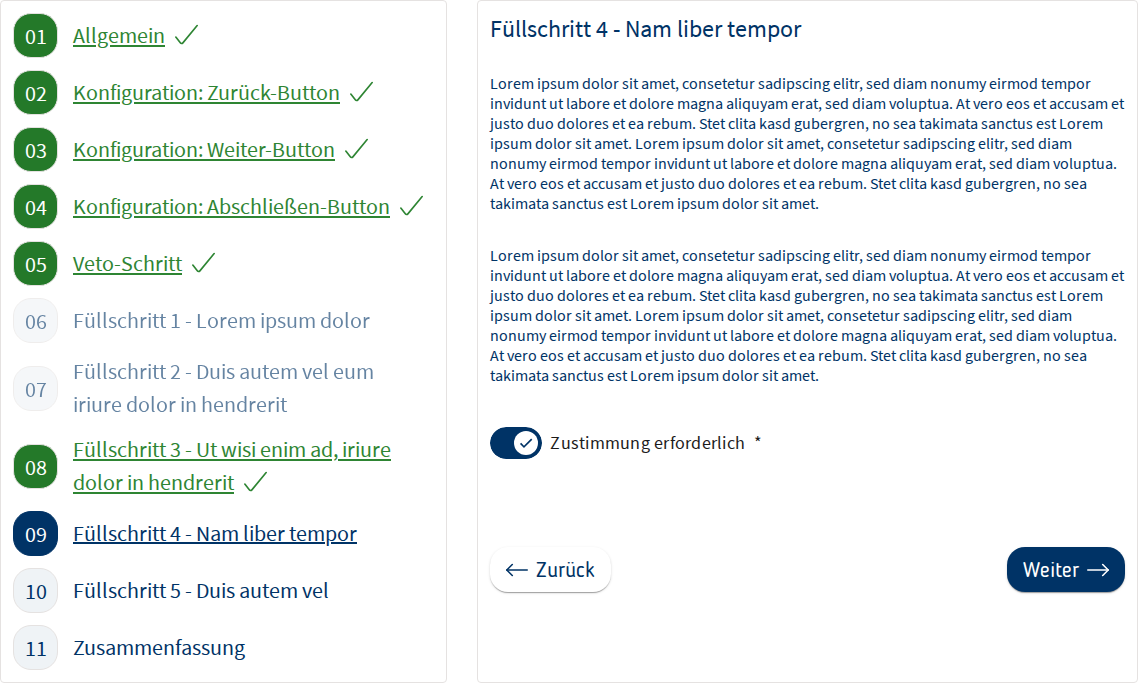 01 Allgemein
02 Konfiguration: Zurück-Button
03 Konfiguration: Weiter-Button
04 Konfiguration: Abschließen-Button
05 Veto-Schritt
06 Füllschritt 1 - Lorem ipsum dolor
07 Füllschritt 2 - Duis autem vel eum
iriure dolor in hendrerit
08 Füllschritt 3 - Ut wisi enim ad, iriure
dolor in hendrerit
09 Füllschritt 4 - Nam liber tempor
10 Füllschritt 5 - Duis autem vel
11 Zusammenfassung
Füllschritt 4 - Nam liber tempor
Lorem ipsum dolor sit amet, consetetur sadipscing elitr, sed diam nonumy eirmod tempor
invidunt ut labore et dolore magna aliquyam erat, sed diam voluptua. At vero eos et accusam et
justo duo dolores et ea rebum. Stet clita kasd gubergren, no sea takimata sanctus est Lorem
ipsum dolor sit amet. Lorem ipsum dolor sit amet, consetetur sadipscing elitr, sed diam
nonumy eirmod tempor invidunt ut labore et dolore magna aliquyam erat, sed diam voluptua.
At vero eos et accusam et justo duo dolores et ea rebum. Stet clita kasd gubergren, no sea
takimata sanctus est Lorem ipsum dolor sit amet.
Lorem ipsum dolor sit amet, consetetur sadipscing elitr, sed diam nonumy eirmod tempor
invidunt ut labore et dolore magna aliquyam erat, sed diam voluptua. At vero eos et accusam et
justo duo dolores et ea rebum. Stet clita kasd gubergren, no sea takimata sanctus est Lorem
ipsum dolor sit amet. Lorem ipsum dolor sit amet, consetetur sadipscing elitr, sed diam
nonumy eirmod tempor invidunt ut labore et dolore magna aliquyam erat, sed diam voluptua.
At vero eos et accusam et justo duo dolores et ea rebum. Stet clita kasd gubergren, no sea
takimata sanctus est Lorem ipsum dolor sit amet.
Zustimmung erforderlich *
Zurück
Weiter